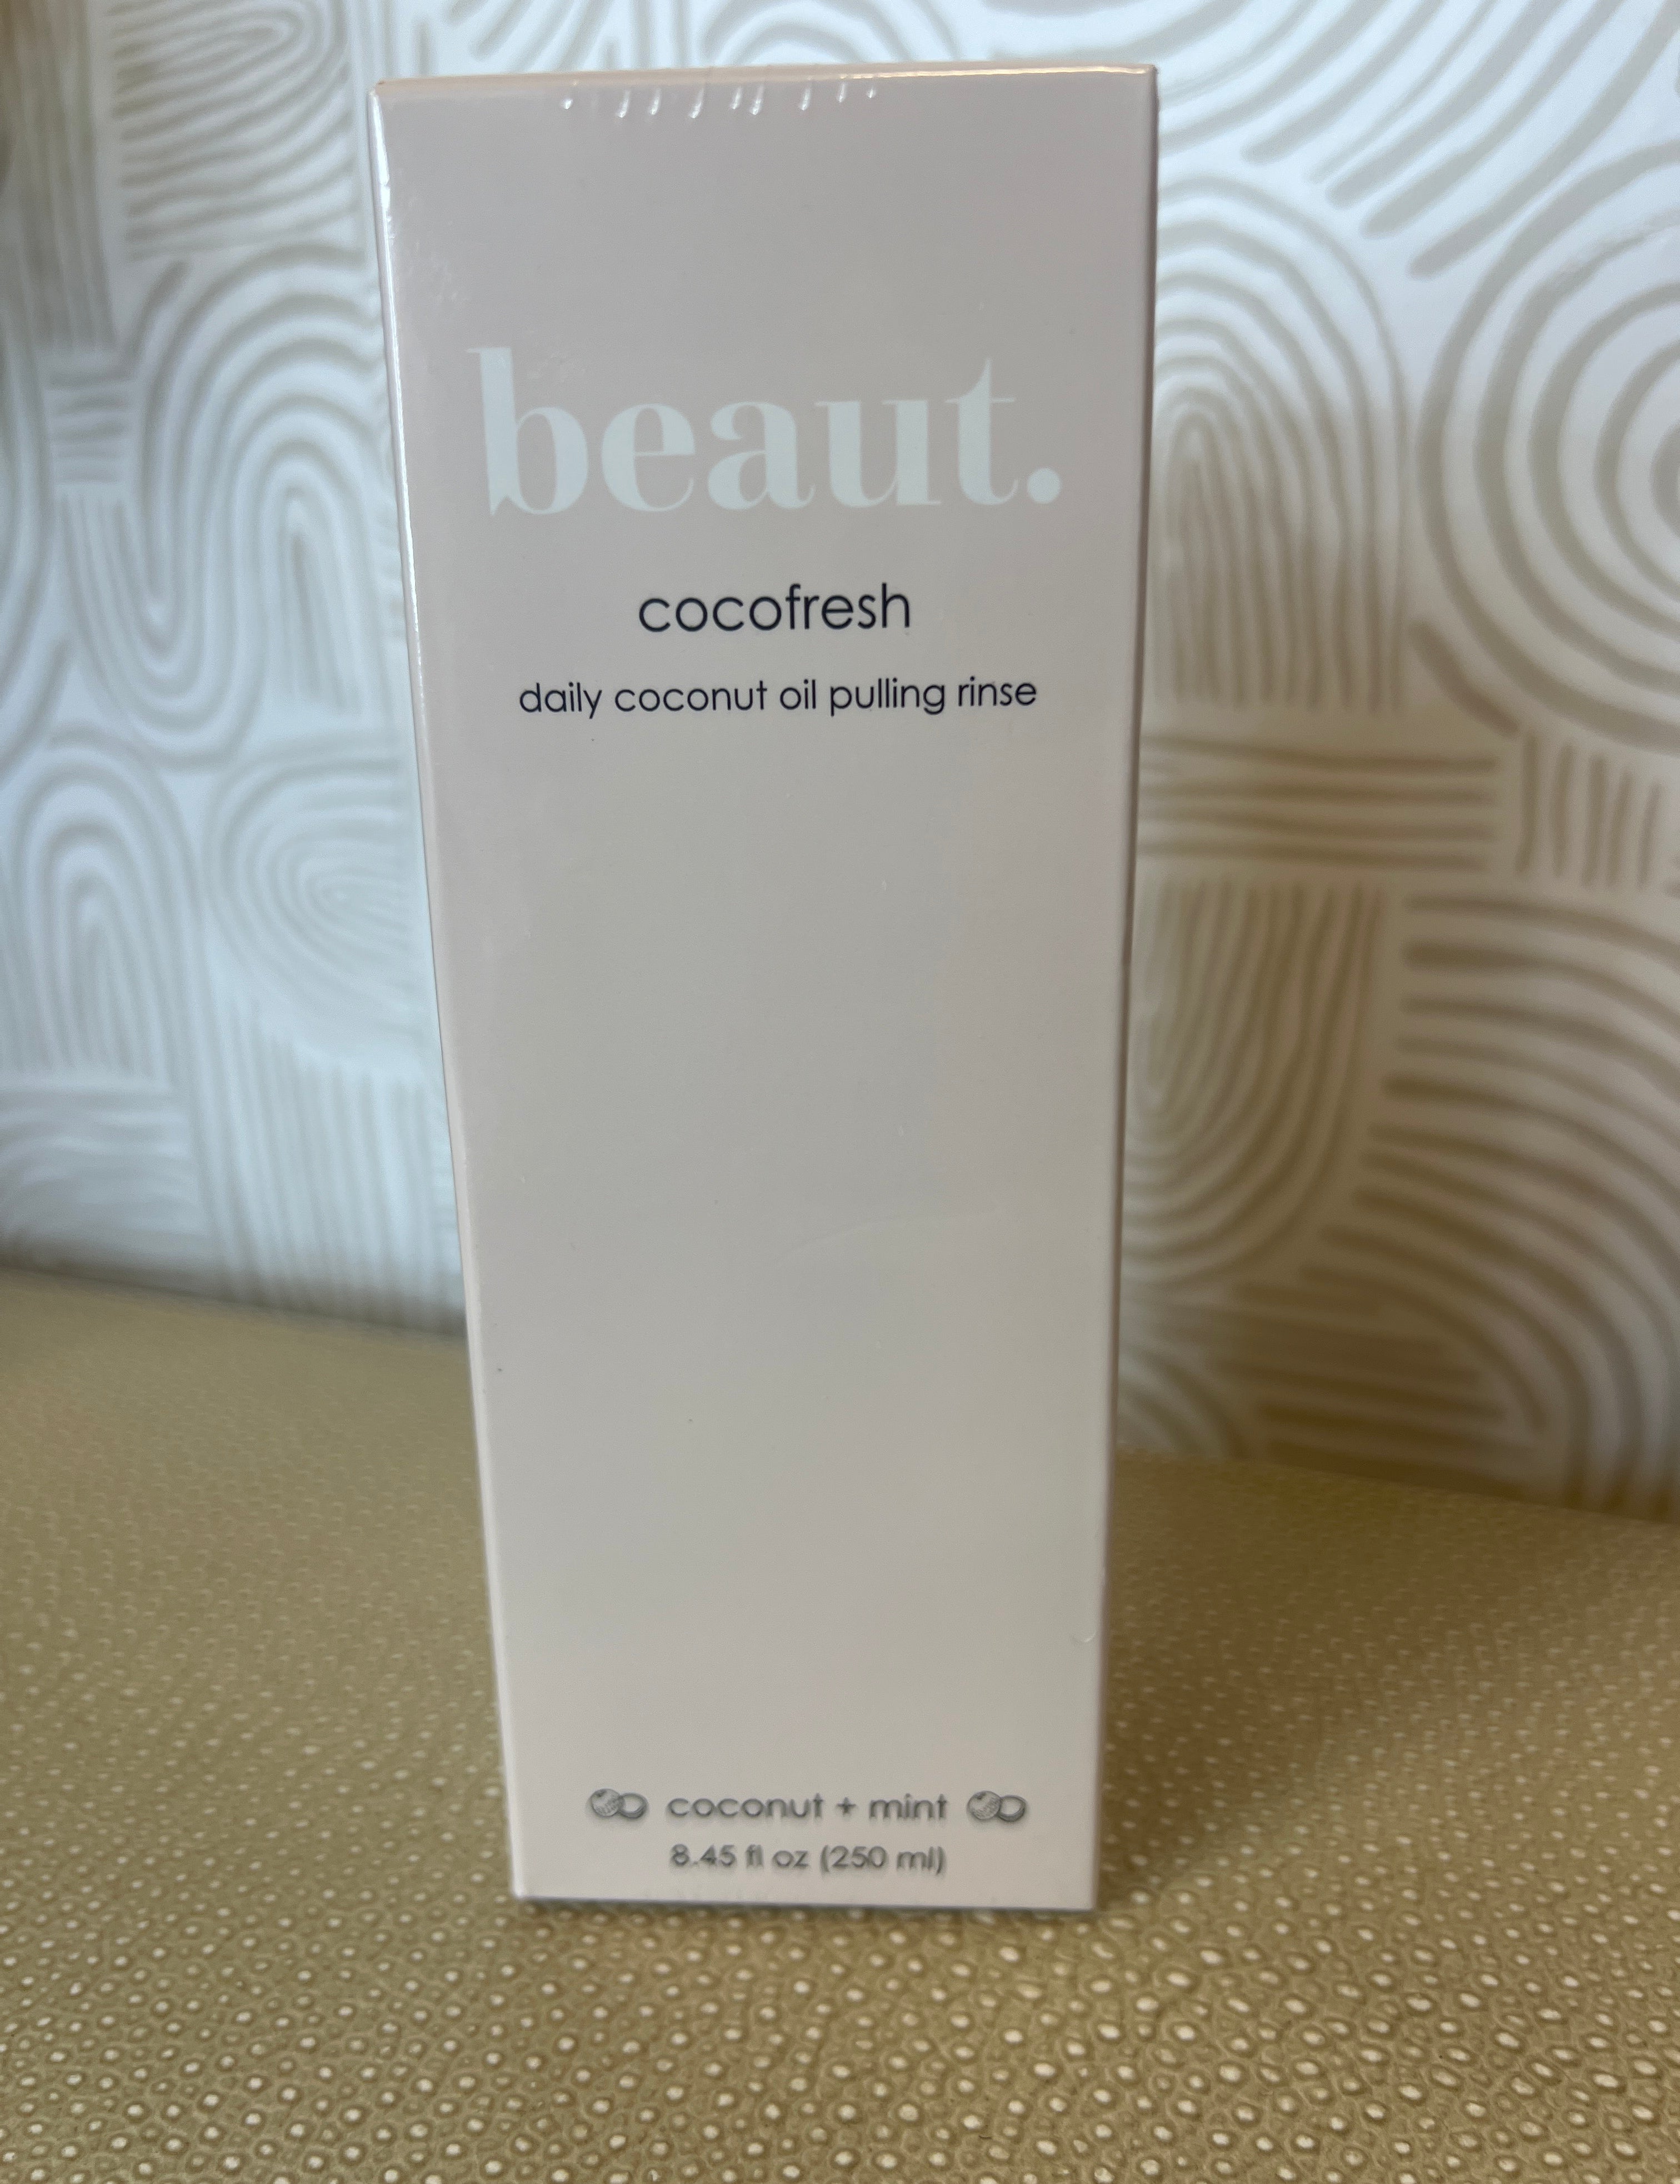 beaut.
cocofresh
daily coconut oil pulling rinse
coconut + mint
8.45 fl oz (250 ml)